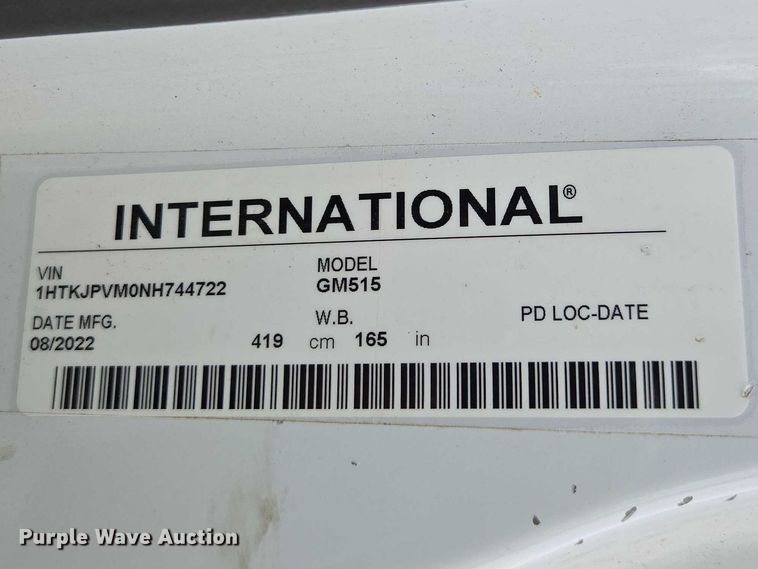 INTERNATIONAL®
VIN
1HTKJPVM0NH744722
MODEL
GM515
DATE MFG.
08/2022
W.B.
419 cm 165 in
PD LOC-DATE
Purple Wave Auction